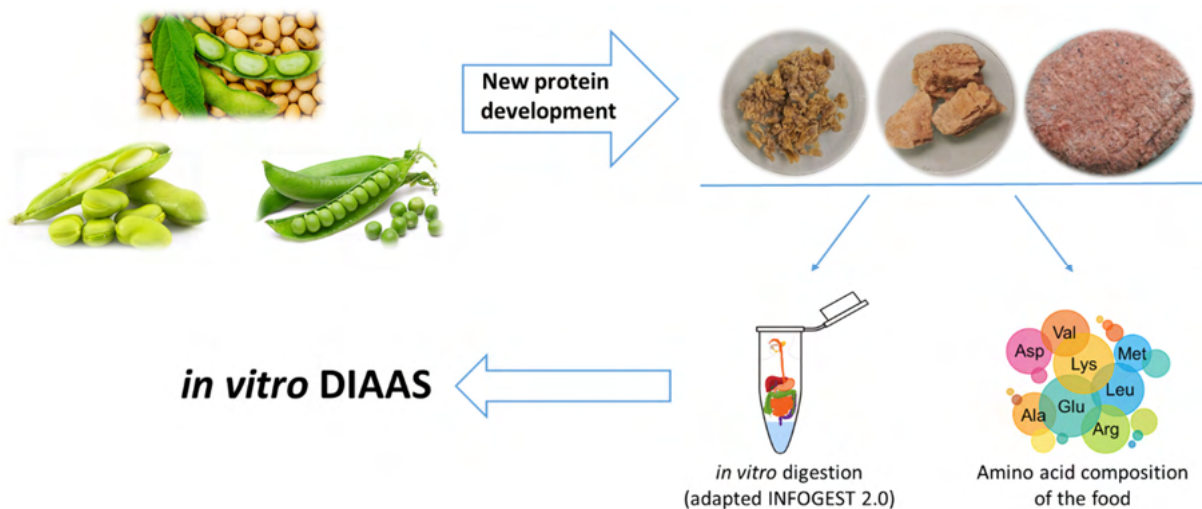 New protein
development
in vitro DIAAS
Val
Asp
Lys
Met
Leu
Ala
Glu
Arg
in vitro digestion
(adapted INFOGEST 2.0)
Amino acid composition
of the food